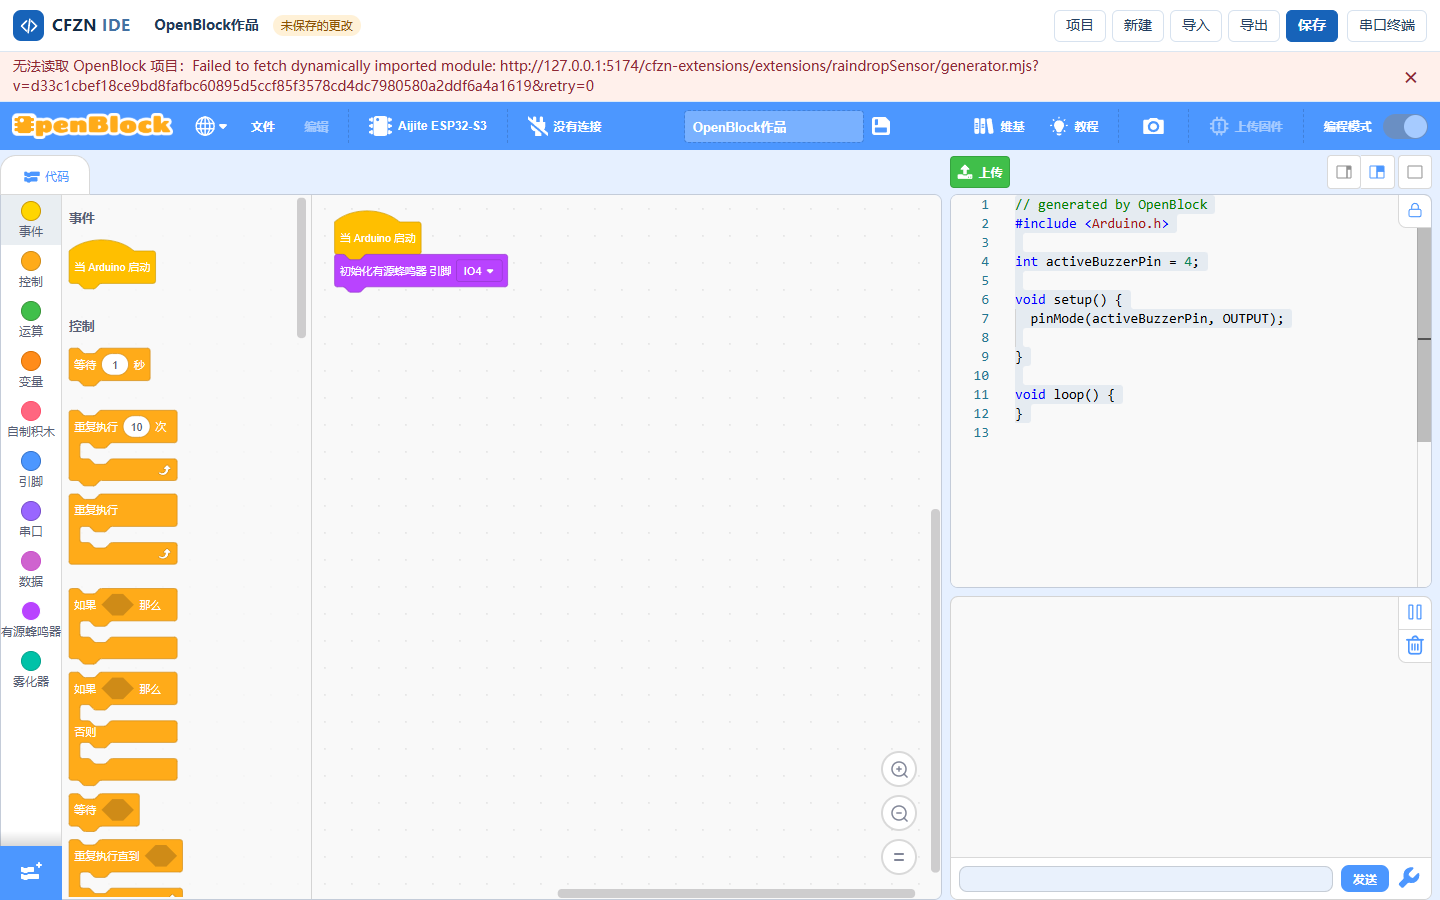 CFZN IDE
OpenBlock作品
未保存的更改
项目
新建
导入
导出
保存
串口终端
无法读取 OpenBlock 项目：Failed to fetch dynamically imported module: http://127.0.0.1:5174/cfzn-extensions/extensions/raindropSensor/generator.mjs?
v=d33c1cbef18ce9bd8fafbc60895d5ccf85f3578cd4dc7980580a2ddf6a4a1619&retry=0
OpenBlock
文件
编辑
Aijite ESP32-S3
没有连接
OpenBlock作品
维基
教程
上传固件
编程模式
代码
上传
事件
控制
运算
变量
自制积木
引脚
串口
数据
有源蜂鸣器
雾化器
事件
当 Arduino 启动
控制
等待 1 秒
重复执行 10 次
重复执行
如果 那么
如果 那么
否则
等待
重复执行直到
当 Arduino 启动
初始化有源蜂鸣器 引脚 IO4
1 // generated by OpenBlock
2 #include <Arduino.h>
3
4 int activeBuzzerPin = 4;
5
6 void setup() {
7 pinMode(activeBuzzerPin, OUTPUT);
8
9 }
10
11 void loop() {
12 }
13
发送